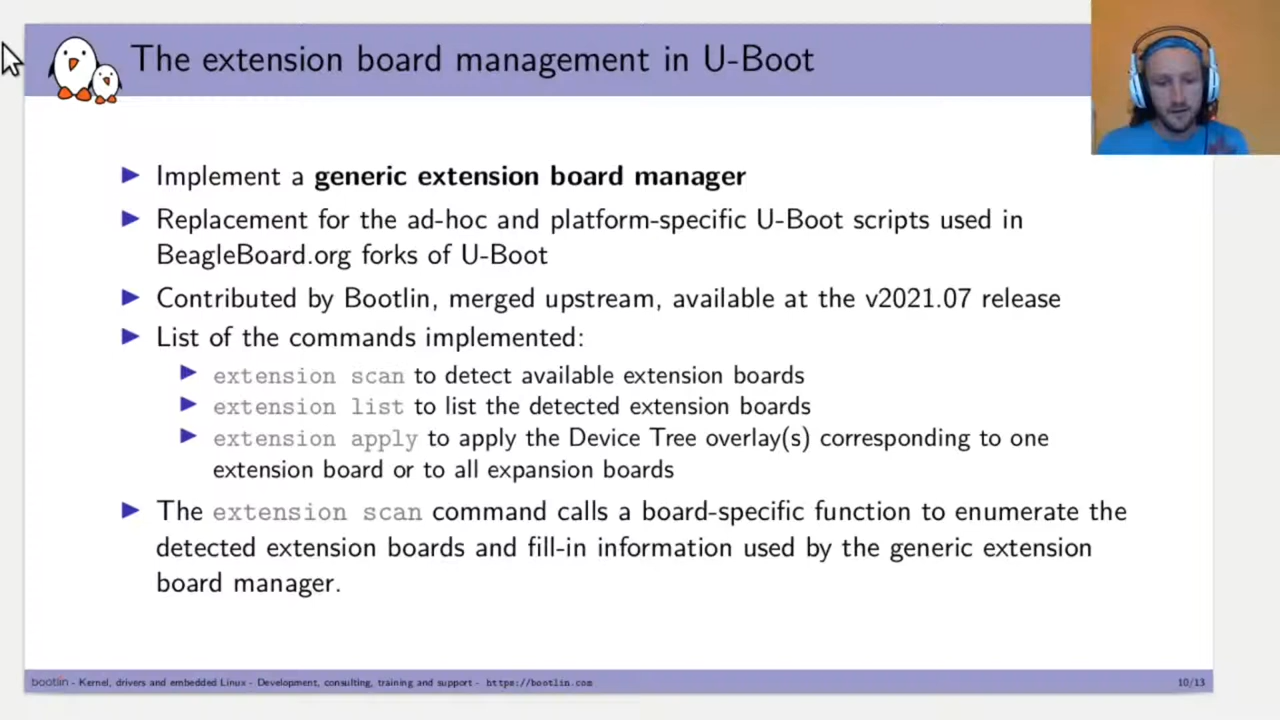 The extension board management in U-Boot
Implement a generic extension board manager
Replacement for the ad-hoc and platform-specific U-Boot scripts used in
BeagleBoard.org forks of U-Boot
Contributed by Bootlin, merged upstream, available at the v2021.07 release
List of the commands implemented:
extension scan to detect available extension boards
extension list to list the detected extension boards
extension apply to apply the Device Tree overlay(s) corresponding to one
extension board or to all expansion boards
The extension scan command calls a board-specific function to enumerate the
detected extension boards and fill-in information used by the generic extension
board manager.
bootlin - Kernel, drivers and embedded Linux - Development, consulting, training and support - https://bootlin.com
10/13